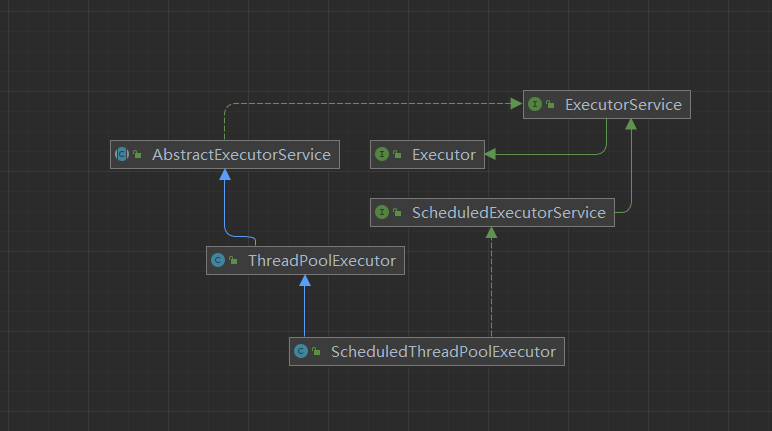 I ExecutorService
C AbstractExecutorService
I Executor
I ScheduledExecutorService
C ThreadPoolExecutor
C ScheduledThreadPoolExecutor